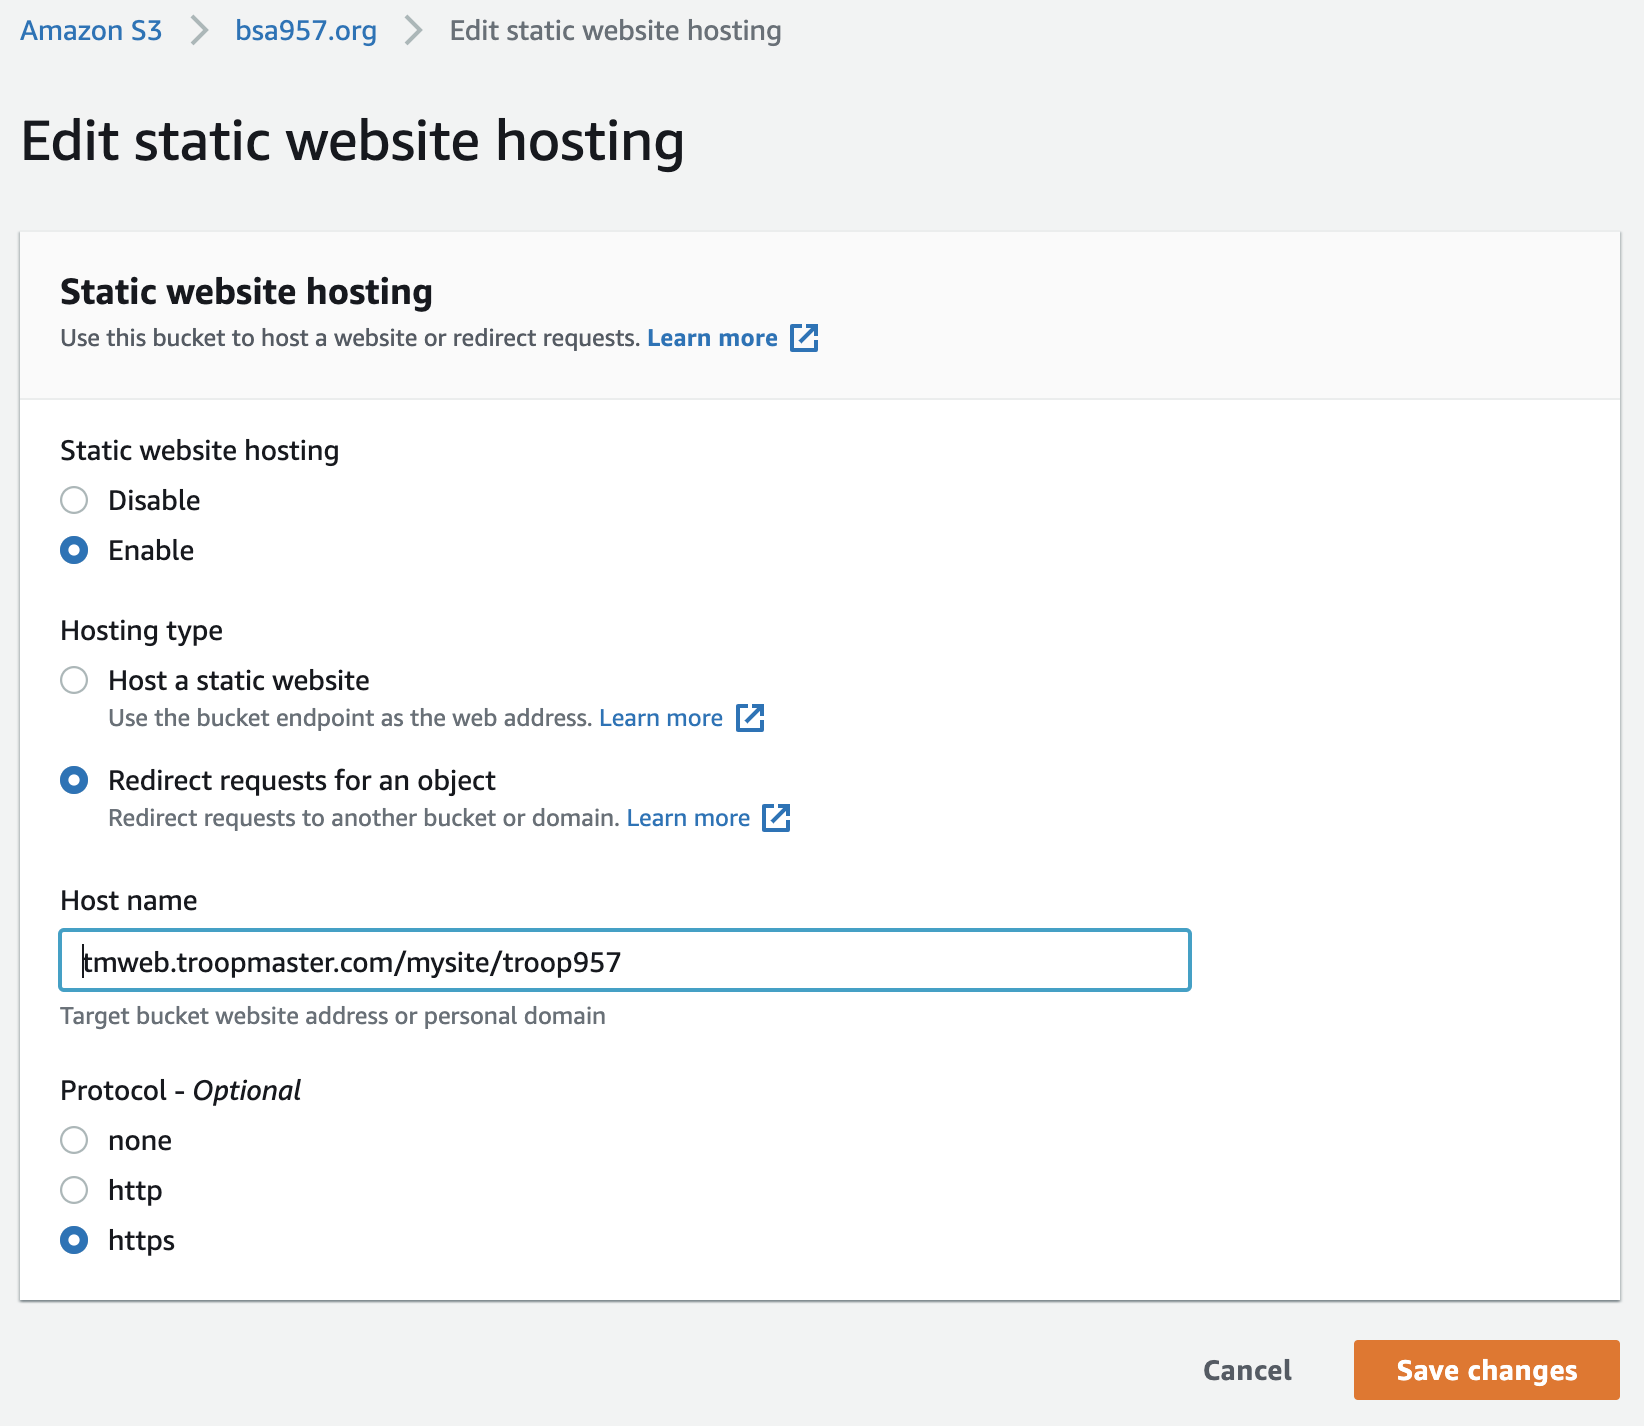 Amazon S3 > bsa957.org > Edit static website hosting
Edit static website hosting
Static website hosting
Use this bucket to host a website or redirect requests. Learn more
Static website hosting
Disable
Enable
Hosting type
Host a static website
Use the bucket endpoint as the web address. Learn more
Redirect requests for an object
Redirect requests to another bucket or domain. Learn more
Host name
tmweb.troopmaster.com/mysite/troop957
Target bucket website address or personal domain
Protocol - Optional
none
http
https
Cancel Save changes